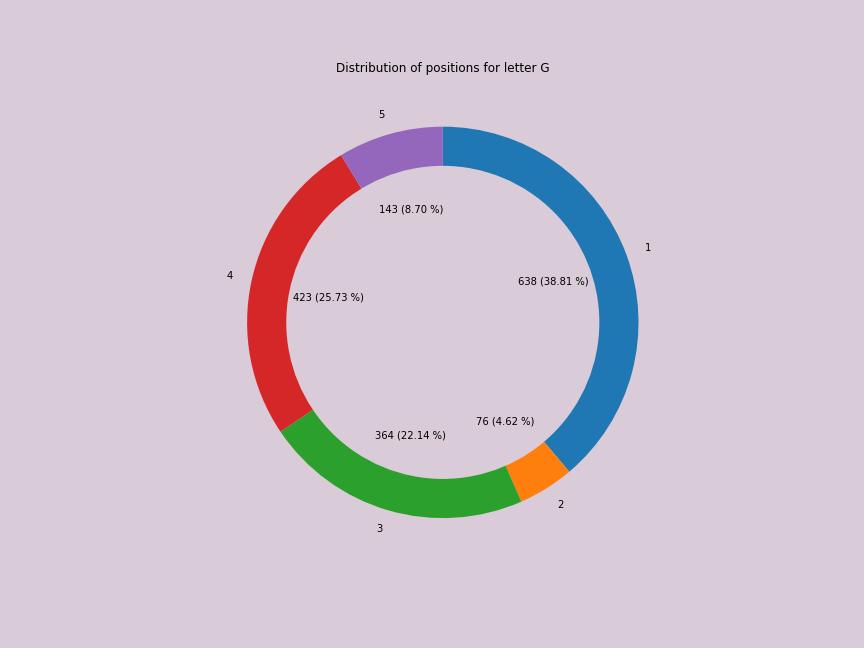 Distribution of positions for letter G
5
143 (8.70 %)
1
4
638 (38.81 %)
423 (25.73 %)
76 (4.62 %)
364 (22.14 %)
2
3